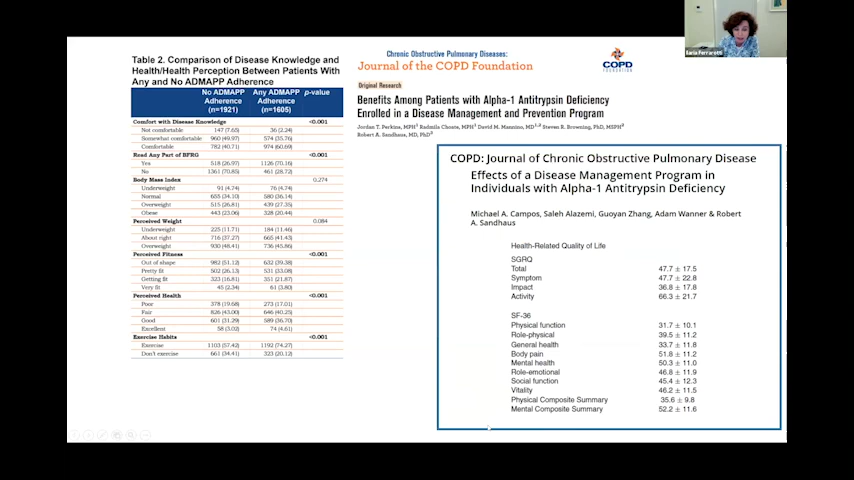 Ilaria Ferrarotti
Table 2. Comparison of Disease Knowledge and
Health/Health Perception Between Patients With
Any and No ADMAPP Adherence
No ADMAPP Any ADMAPP p-value
Adherence Adherence
(n=1921) (n=1605)
Comfort with Disease Knowledge <0.001
Not comfortable 147 (7.65) 36 (2.24)
Somewhat comfortable 960 (49.97) 574 (35.76)
Comfortable 782 (40.71) 974 (60.69)
Read Any Part of BFRG <0.001
Yes 518 (26.97) 1126 (70.16)
No 1361 (70.85) 461 (28.72)
Body Mass Index 0.274
Underweight 91 (4.74) 76 (4.74)
Normal 655 (34.10) 580 (36.14)
Overweight 515 (26.81) 439 (27.35)
Obese 443 (23.06) 328 (20.44)
Perceived Weight 0.084
Underweight 225 (11.71) 184 (11.46)
About right 716 (37.27) 665 (41.43)
Overweight 930 (48.41) 736 (45.86)
Perceived Fitness <0.001
Out of shape 982 (51.12) 632 (39.38)
Pretty fit 502 (26.13) 531 (33.08)
Getting fit 323 (16.81) 351 (21.87)
Very fit 45 (2.34) 61 (3.80)
Perceived Health <0.001
Poor 378 (19.68) 273 (17.01)
Fair 826 (43.00) 646 (40.25)
Good 601 (31.29) 589 (36.70)
Excellent 58 (3.02) 74 (4.61)
Exercise Habits <0.001
Exercise 1103 (57.42) 1192 (74.27)
Don't exercise 661 (34.41) 323 (20.12)
Chronic Obstructive Pulmonary Diseases:
Journal of the COPD Foundation
COPD
FOUNDATION
Original Research
Benefits Among Patients with Alpha-1 Antitrypsin Deficiency
Enrolled in a Disease Management and Prevention Program
Jordan T. Perkins, MPH1 Radmila Choate, MPH1 David M. Mannino, MD1,2 Steven R. Browning, PhD, MSPH3
Robert A. Sandhaus, MD, PhD
COPD: Journal of Chronic Obstructive Pulmonary Disease
Effects of a Disease Management Program in
Individuals with Alpha-1 Antitrypsin Deficiency
Michael A. Campos, Saleh Alazemi, Guoyan Zhang, Adam Wanner & Robert
A. Sandhaus
Health-Related Quality of Life
SGRQ
Total 47.7 ± 17.5
Symptom 47.7 ± 22.8
Impact 36.8 ± 17.8
Activity 66.3 ± 21.7
SF-36
Physical function 31.7 ± 10.1
Role-physical 39.5 ± 11.2
General health 33.7 ± 11.8
Body pain 51.8 ± 11.2
Mental health 50.3 ± 11.0
Role-emotional 46.8 ± 11.9
Social function 45.4 ± 12.3
Vitality 46.2 ± 11.5
Physical Composite Summary 35.6 ± 9.8
Mental Composite Summary 52.2 ± 11.6